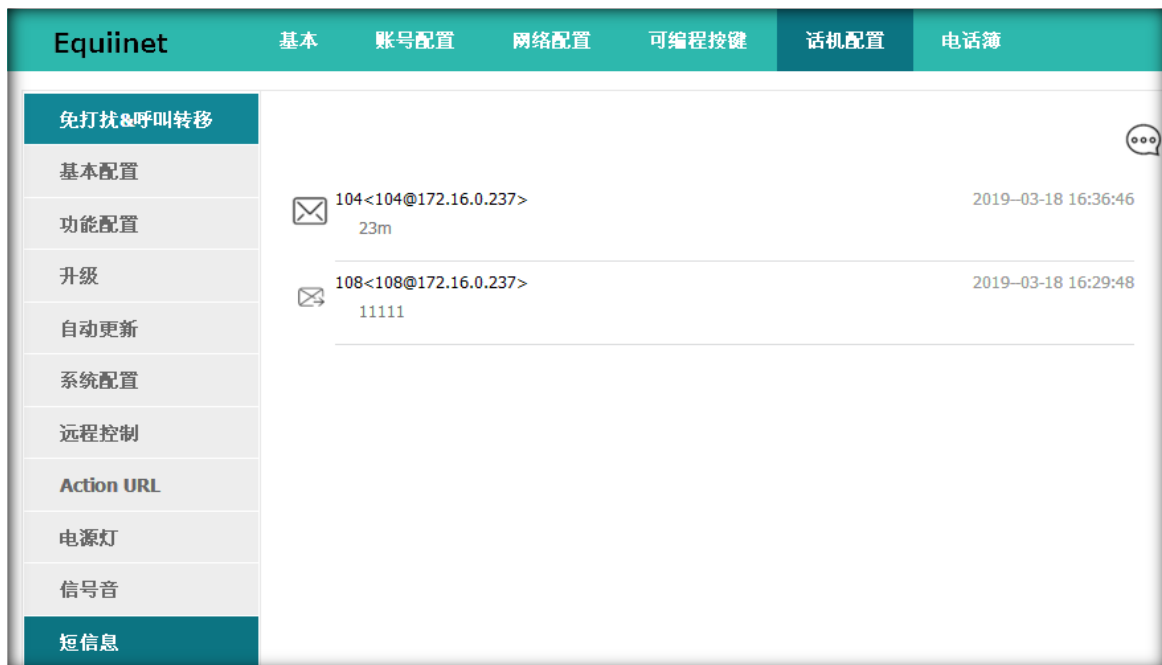 Equiinet
基本 账号配置 网络配置 可编程按键 话机配置 电话簿
免打扰&呼叫转移
基本配置
功能配置
升级
自动更新
系统配置
远程控制
Action URL
电源灯
信号音
短信息
104<104@172.16.0.237> 2019--03-18 16:36:46
23m
108<108@172.16.0.237> 2019--03-18 16:29:48
11111